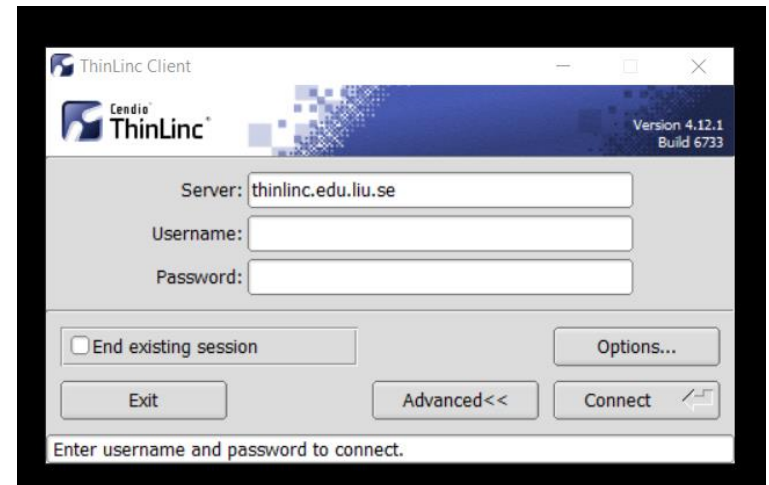 ThinLinc Client
Cendio
ThinLinc
Version 4.12.1
Build 6733
Server: thinlinc.edu.liu.se
Username:
Password:
End existing session
Options...
Exit
Advanced<<
Connect
Enter username and password to connect.